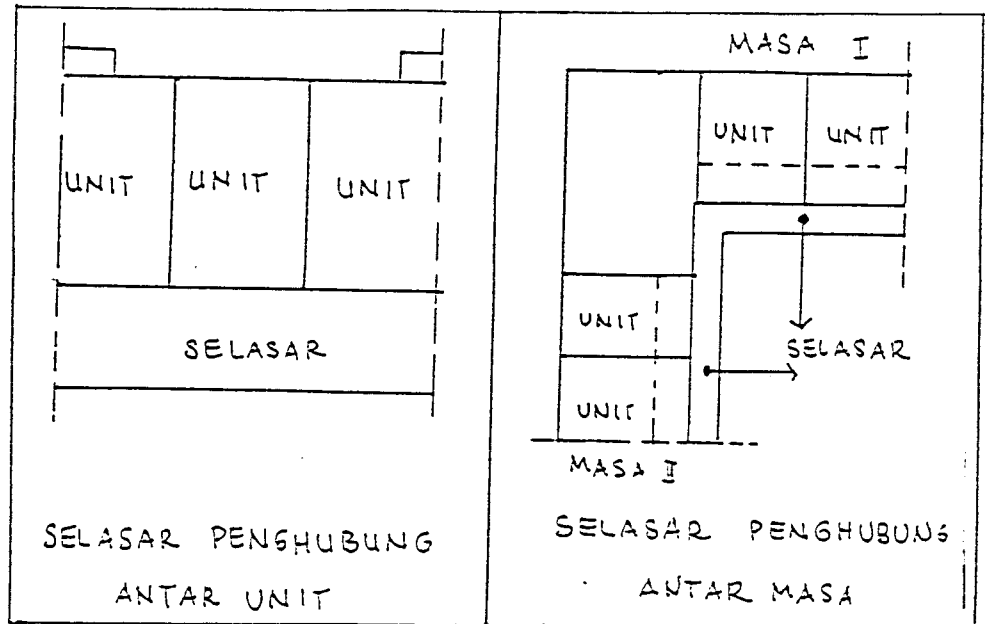 UNIT UNIT UNIT
SELASAR
SELASAR PENGHUBUNG
ANTAR UNIT
MASA I
UNIT UNIT
UNIT
SELASAR
UNIT
MASA II
SELASAR PENGHUBUNG
ANTAR MASA